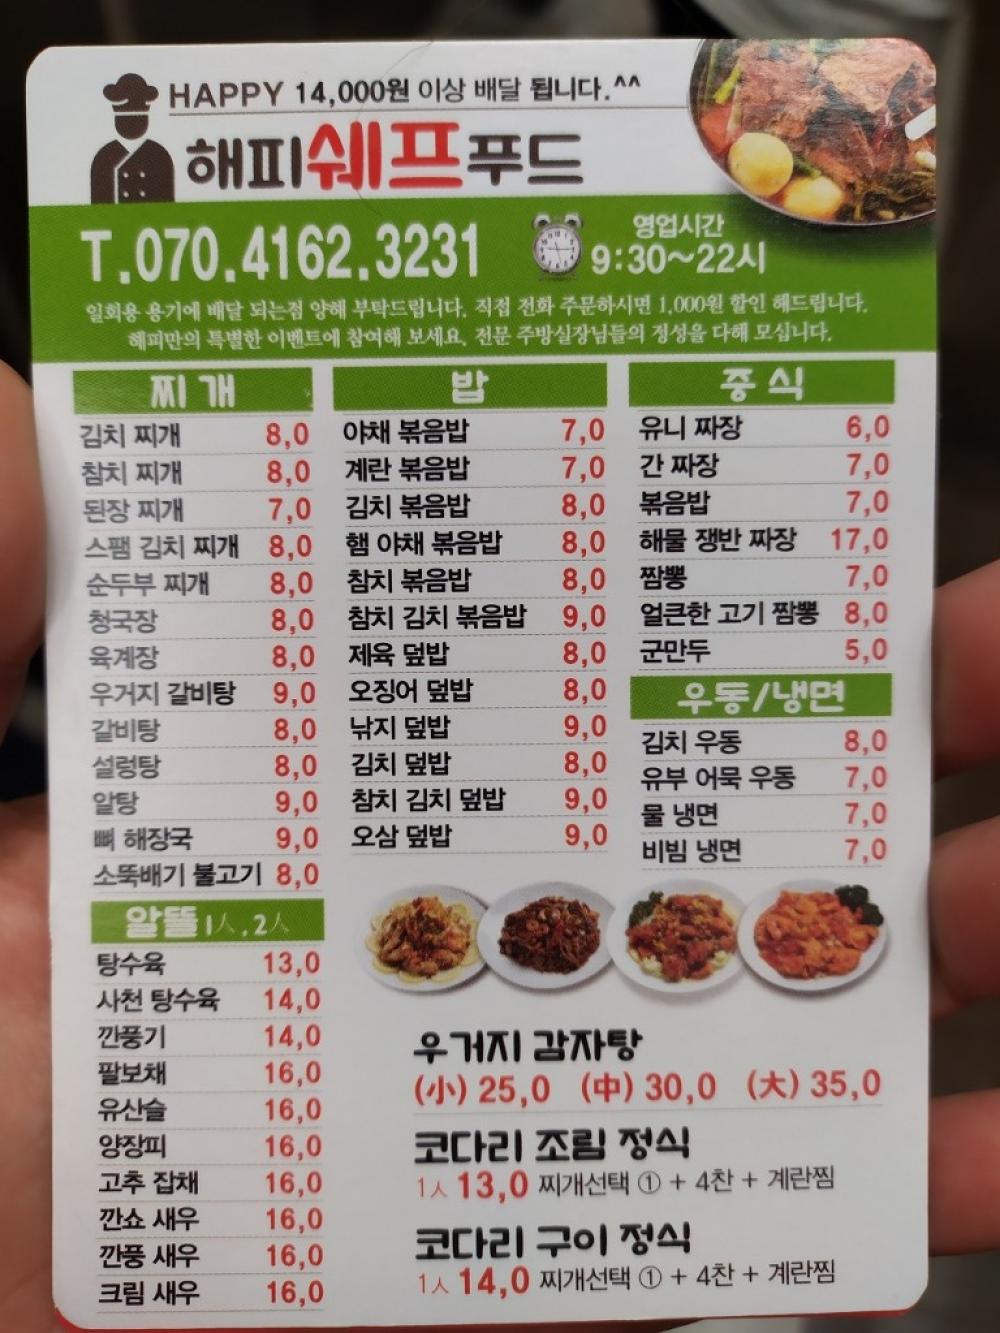 HAPPY 14,000원 이상 배달 됩니다.^^
해피쉐프푸드
T.070.4162.3231
영업시간
9:30~22시
일회용 용기에 배달 되는점 양해 부탁드립니다. 직접 전화 주문하시면 1,000원 할인 해드립니다.
해피만의 특별한 이벤트에 참여해 보세요. 전문 주방실장님들의 정성을 다해 모십니다.
찌개
김치 찌개 8,0
참치 찌개 8,0
된장 찌개 7,0
스팸 김치 찌개 8,0
순두부 찌개 8,0
청국장 8,0
육계장 8,0
우거지 갈비탕 9,0
갈비탕 8,0
설렁탕 8,0
알탕 9,0
뼈 해장국 9,0
소뚝배기 불고기 8,0
알뜰 1人.2人
탕수육 13,0
사천 탕수육 14,0
깐풍기 14,0
팔보채 16,0
유산슬 16,0
양장피 16,0
고추 잡채 16,0
깐쇼 새우 16,0
깐풍 새우 16,0
크림 새우 16,0
밥
야채 볶음밥 7,0
계란 볶음밥 7,0
김치 볶음밥 8,0
햄 야채 볶음밥 8,0
참치 볶음밥 8,0
참치 김치 볶음밥 9,0
제육 덮밥 8,0
오징어 덮밥 8,0
낚지 덮밥 9,0
김치 덮밥 8,0
참치 김치 덮밥 9,0
오삼 덮밥 9,0
중식
유니 짜장 6,0
간 짜장 7,0
볶음밥 7,0
해물 쟁반 짜장 17,0
짬뽕 7,0
얼큰한 고기 짬뽕 8,0
군만두 5,0
우동/냉면
김치 우동 8,0
유부 어묵 우동 7,0
물 냉면 7,0
비빔 냉면 7,0
우거지 감자탕
(小) 25,0 (中) 30,0 (大) 35,0
코다리 조림 정식
1人 13,0 찌개선택 ① + 4찬 + 계란찜
코다리 구이 정식
1人 14,0 찌개선택 ① + 4찬 + 계란찜